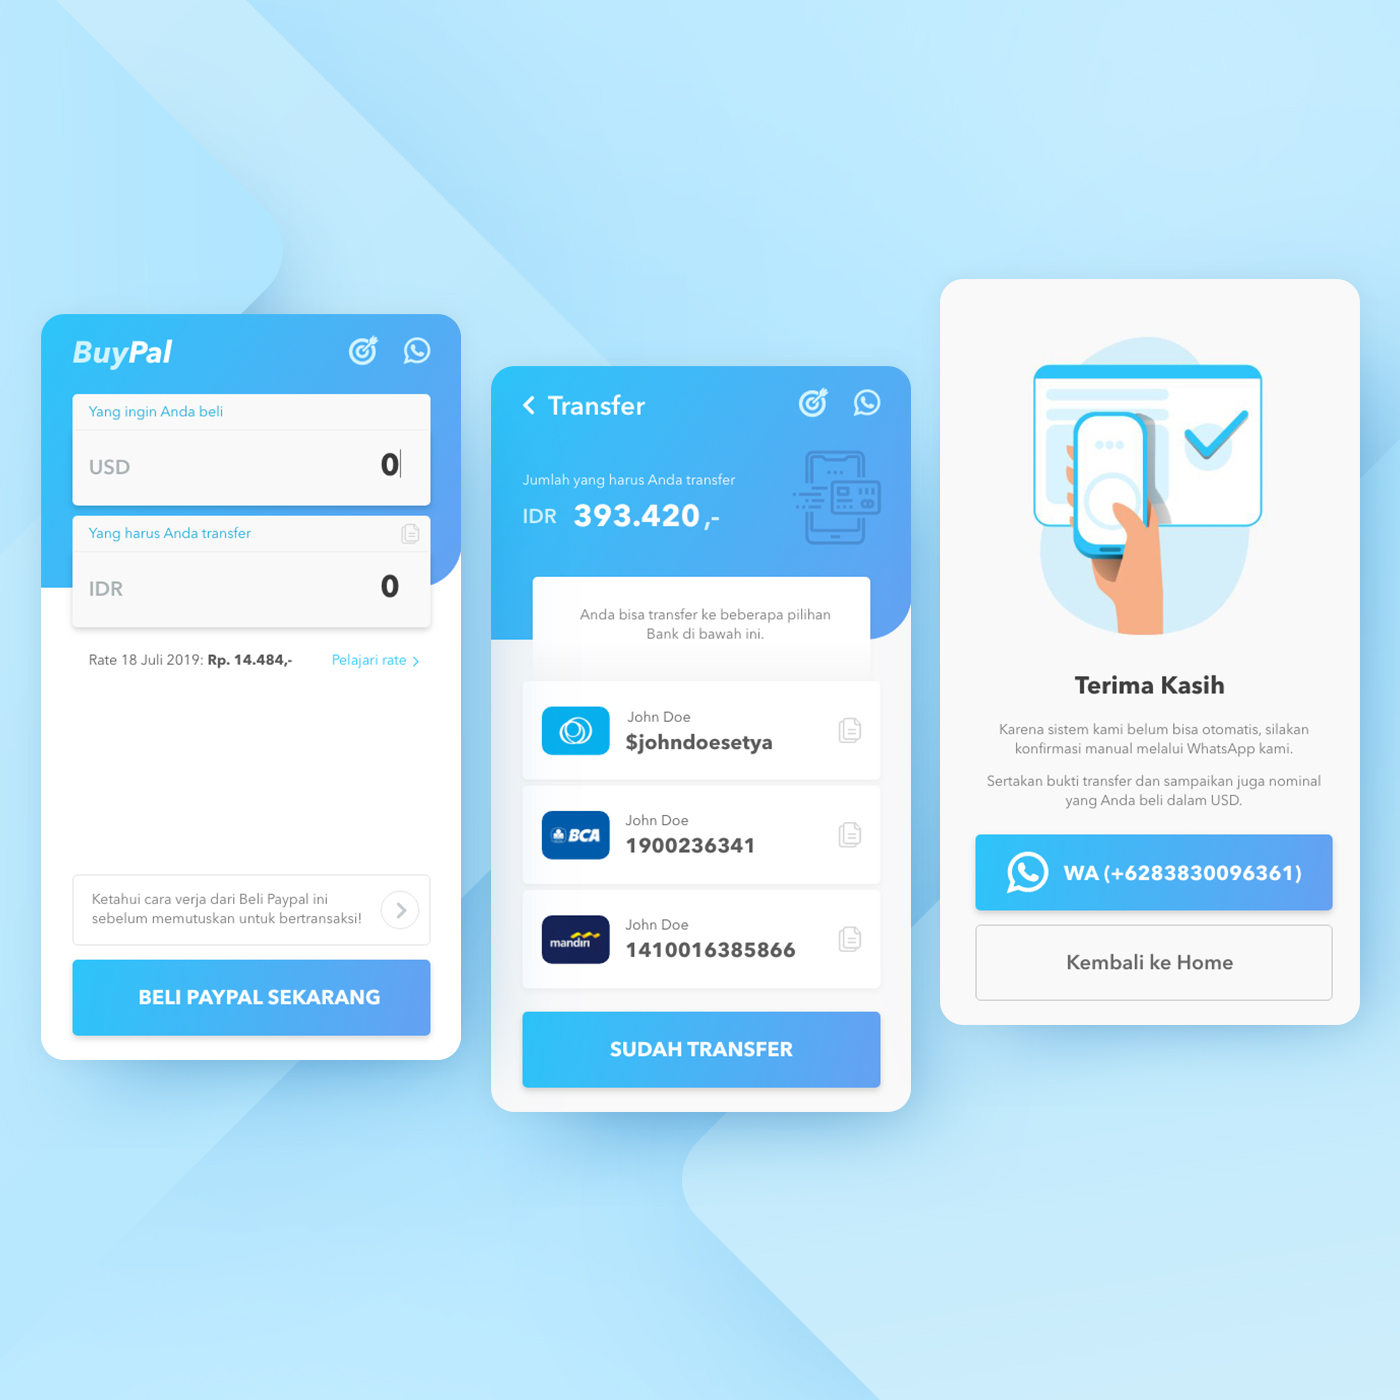 BuyPal
Yang ingin Anda beli
USD 0
Yang harus Anda transfer
IDR 0
Rate 18 Juli 2019: Rp. 14.484,- Pelajari rate
Ketahui cara verja dari Beli Paypal ini
sebelum memutuskan untuk bertransaksi!
BELI PAYPAL SEKARANG
Transfer
Jumlah yang harus Anda transfer
IDR 393.420,-
Anda bisa transfer ke beberapa pilihan
Bank di bawah ini.
John Doe
$johndoesetya
BCA
John Doe
1900236341
mandiri
John Doe
1410016385866
SUDAH TRANSFER
Terima Kasih
Karena sistem kami belum bisa otomatis, silakan
konfirmasi manual melalui WhatsApp kami.
Sertakan bukti transfer dan sampaikan juga nominal
yang Anda beli dalam USD.
WA (+6283830096361)
Kembali ke Home